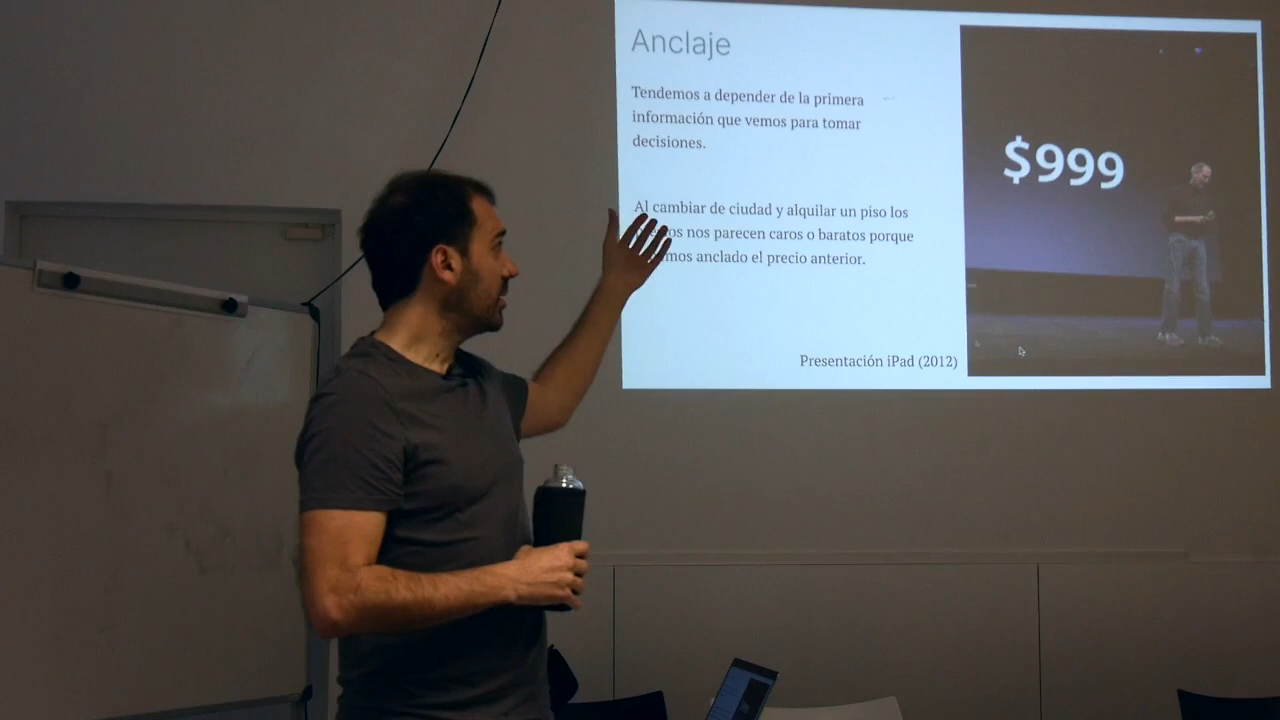 Anclaje
Tendemos a depender de la primera
información que vemos para tomar
decisiones.
Al cambiar de ciudad y alquilar un piso los
nos parecen caros o baratos porque
anclado el precio anterior.
Presentación iPad (2012)
$999